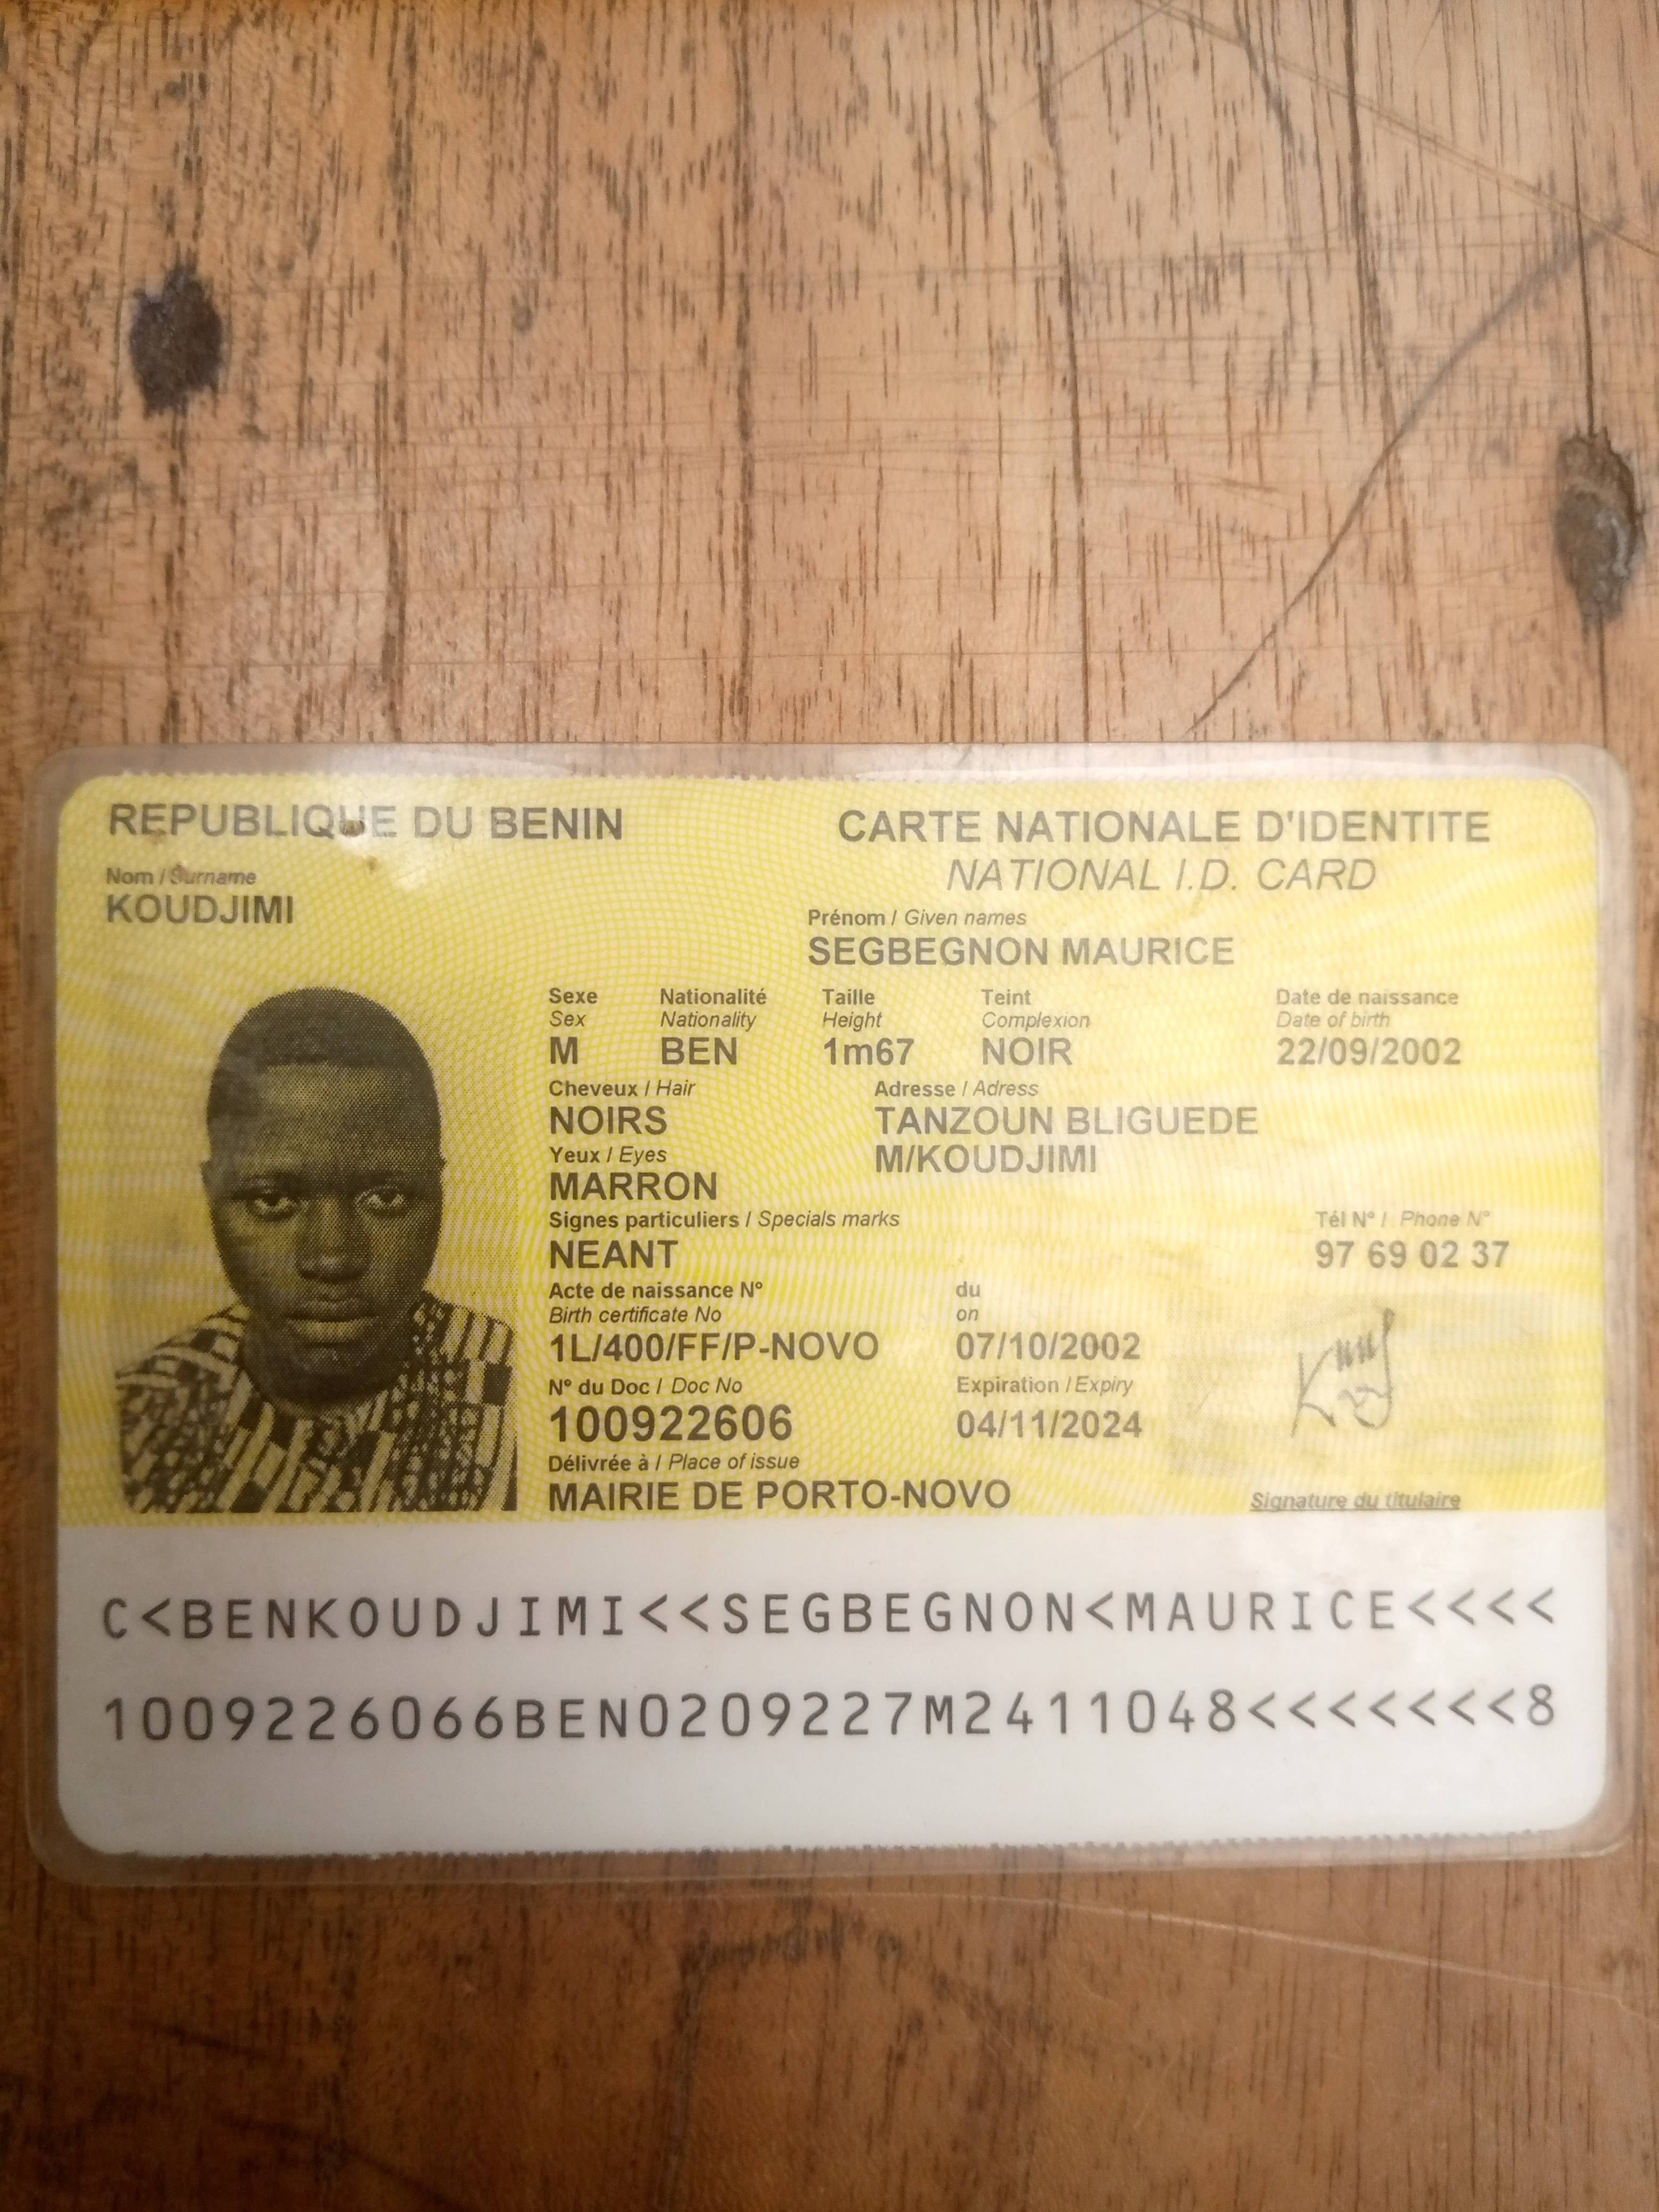 REPUBLIQUE DU BENIN
CARTE NATIONALE D'IDENTITE
NATIONAL I.D. CARD
Nom / Surname
KOUDJIMI
Prénom / Given names
SEGBEGNON MAURICE
Sexe Nationalité Taille Teint Date de naissance
Sex Nationality Height Complexion Date of birth
M BEN 1m67 NOIR 22/09/2002
Cheveux / Hair Adresse / Adress
NOIRS TANZOUN BLIGUEDE
Yeux / Eyes M/KOUDJIMI
MARRON
Signes particuliers / Specials marks Tél N° / Phone N°
NEANT 97 69 02 37
Acte de naissance N° du
Birth certificate No on
1L/400/FF/P-NOVO 07/10/2002
N° du Doc / Doc No Expiration / Expiry
100922606 04/11/2024
Délivrée à / Place of issue
MAIRIE DE PORTO-NOVO Signature du titulaire
C<BENKOUDJIMI<<SEGBEGNON<MAURICE<<<<
1009226066BEN0209227M2411048<<<<<<<8